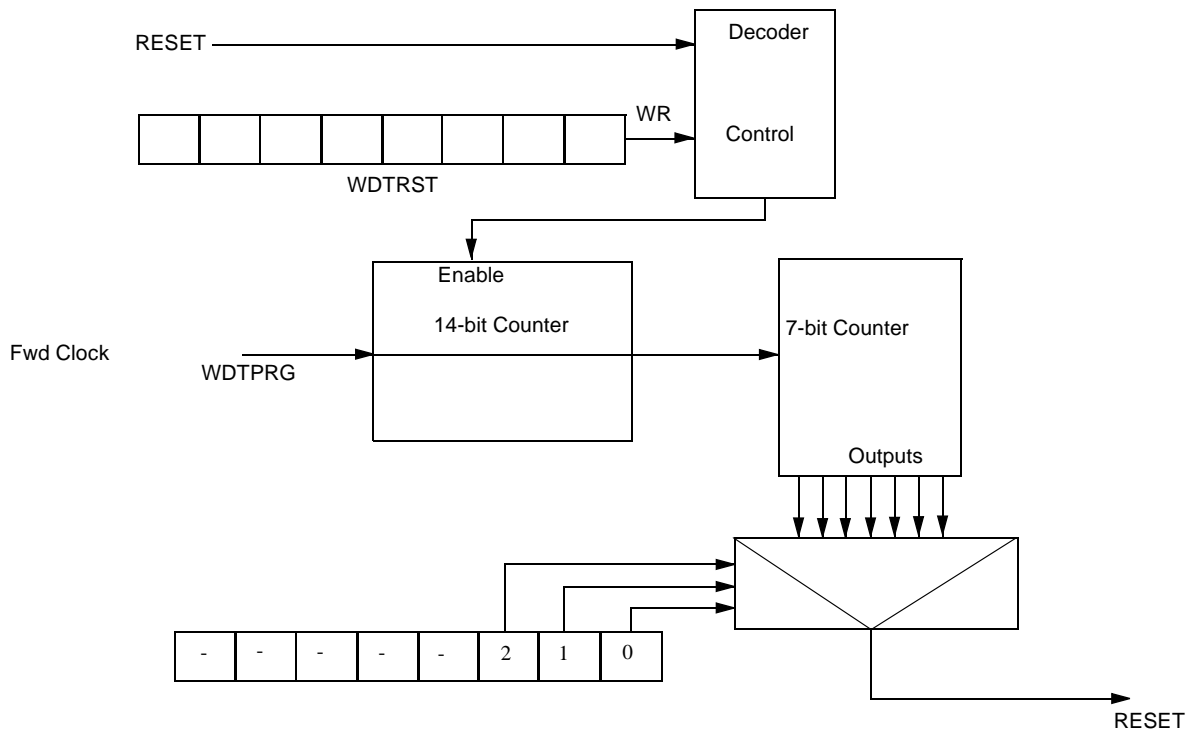 Decoder
RESET
WR
Control
WDTRST
Enable
14-bit Counter
7-bit Counter
Fwd Clock
WDTPRG
Outputs
- - - - - 2 1 0
RESET